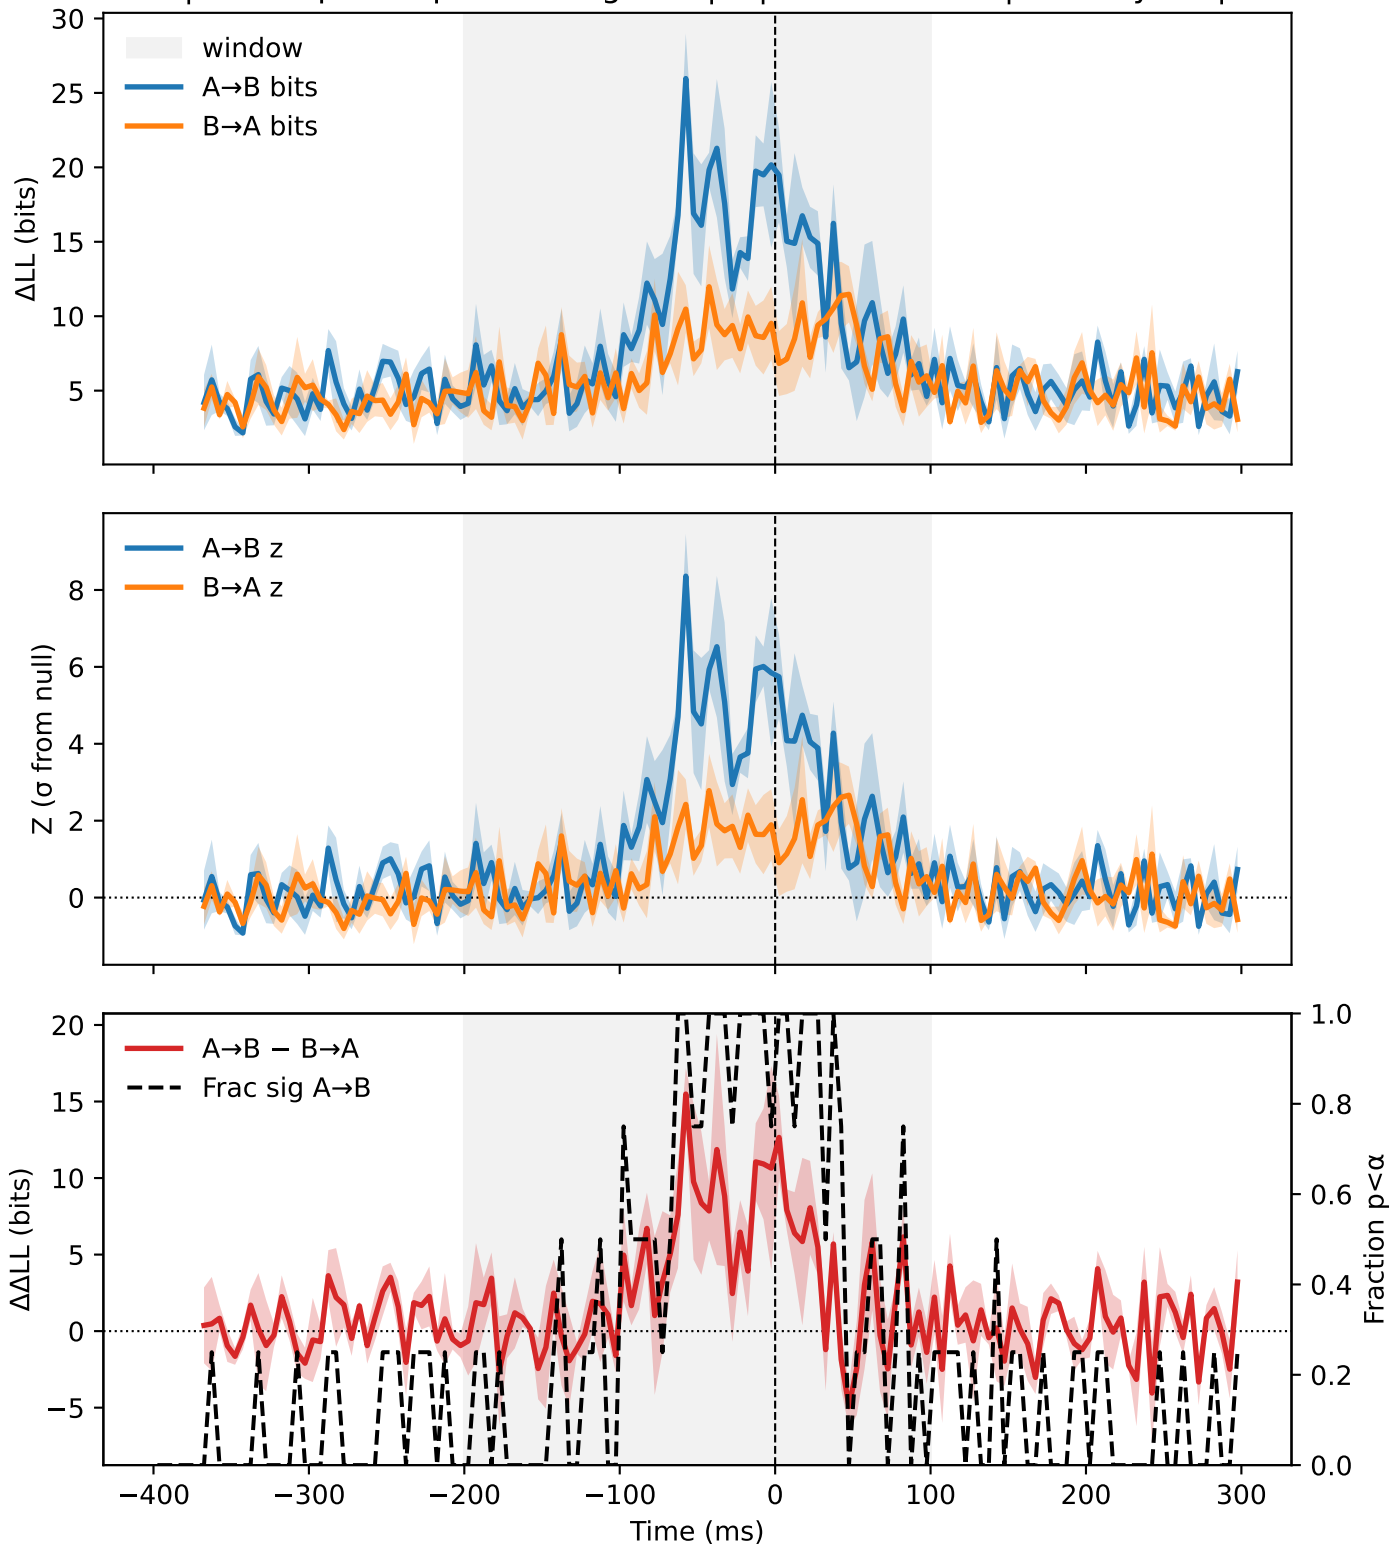 30
25
20
15
10
5
ΔLL (bits)
window
A→B bits
B→A bits
8
6
4
2
0
Z (σ from null)
A→B z
B→A z
20
15
10
5
0
−5
ΔΔLL (bits)
A→B − B→A
Frac sig A→B
1.0
0.8
0.6
0.4
0.2
0.0
Fraction p<α
−400 −300 −200 −100 0 100 200 300
Time (ms)